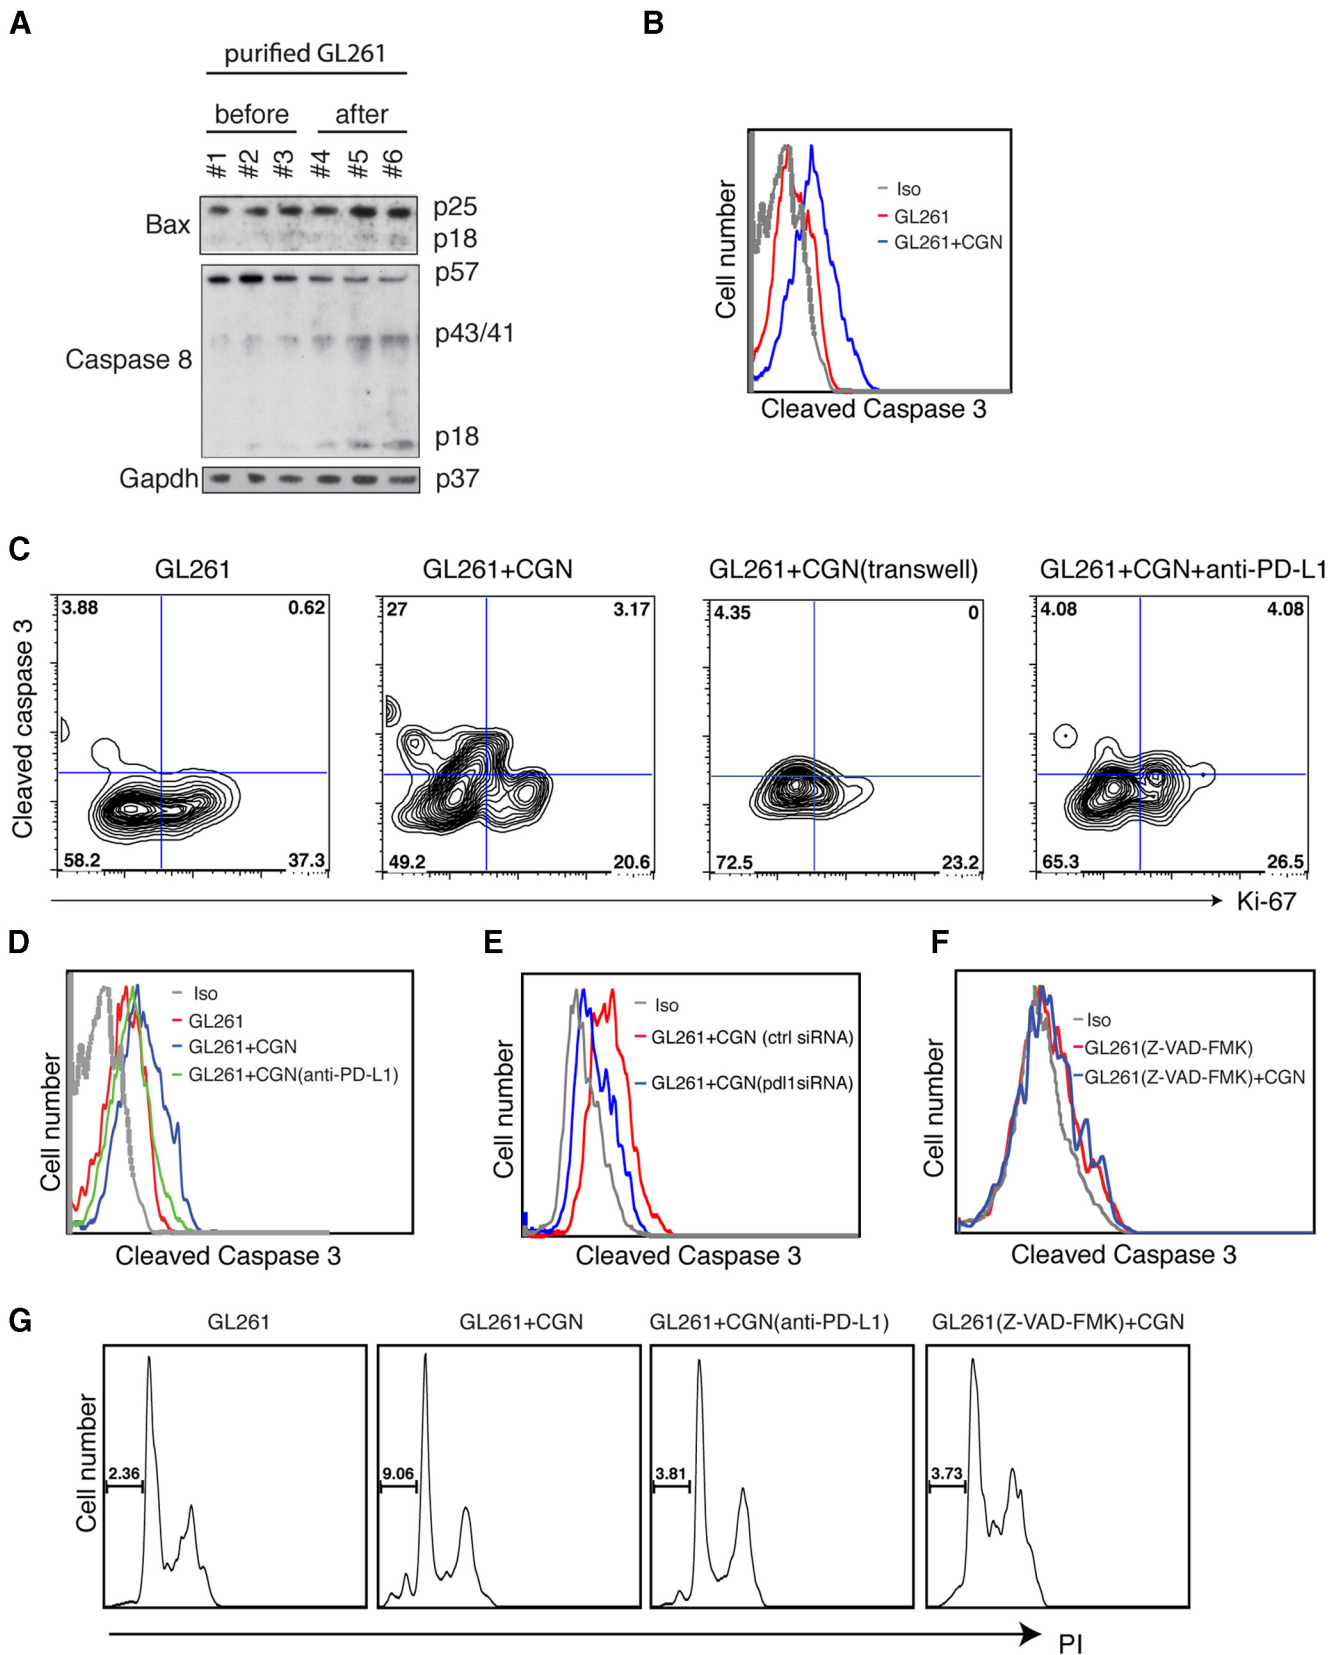 A
purified GL261
before after
#1 #2 #3 #4 #5 #6
Bax
p25
p18
Caspase 8
p57
p43/41
p18
Gapdh
p37
B
Cell number
Iso
GL261
GL261+CGN
Cleaved Caspase 3
C
GL261 GL261+CGN GL261+CGN(transwell) GL261+CGN+anti-PD-L1
Cleaved caspase 3
3.88 0.62 27 3.17 4.35 0 4.08 4.08
58.2 37.3 49.2 20.6 72.5 23.2 65.3 26.5
Ki-67
D
Cell number
Iso
GL261
GL261+CGN
GL261+CGN(anti-PD-L1)
Cleaved Caspase 3
E
Cell number
Iso
GL261+CGN (ctrl siRNA)
GL261+CGN(pdl1siRNA)
Cleaved Caspase 3
F
Cell number
Iso
GL261(Z-VAD-FMK)
GL261(Z-VAD-FMK)+CGN
Cleaved Caspase 3
G
GL261 GL261+CGN GL261+CGN(anti-PD-L1) GL261(Z-VAD-FMK)+CGN
Cell number
2.36 9.06 3.81 3.73
PI